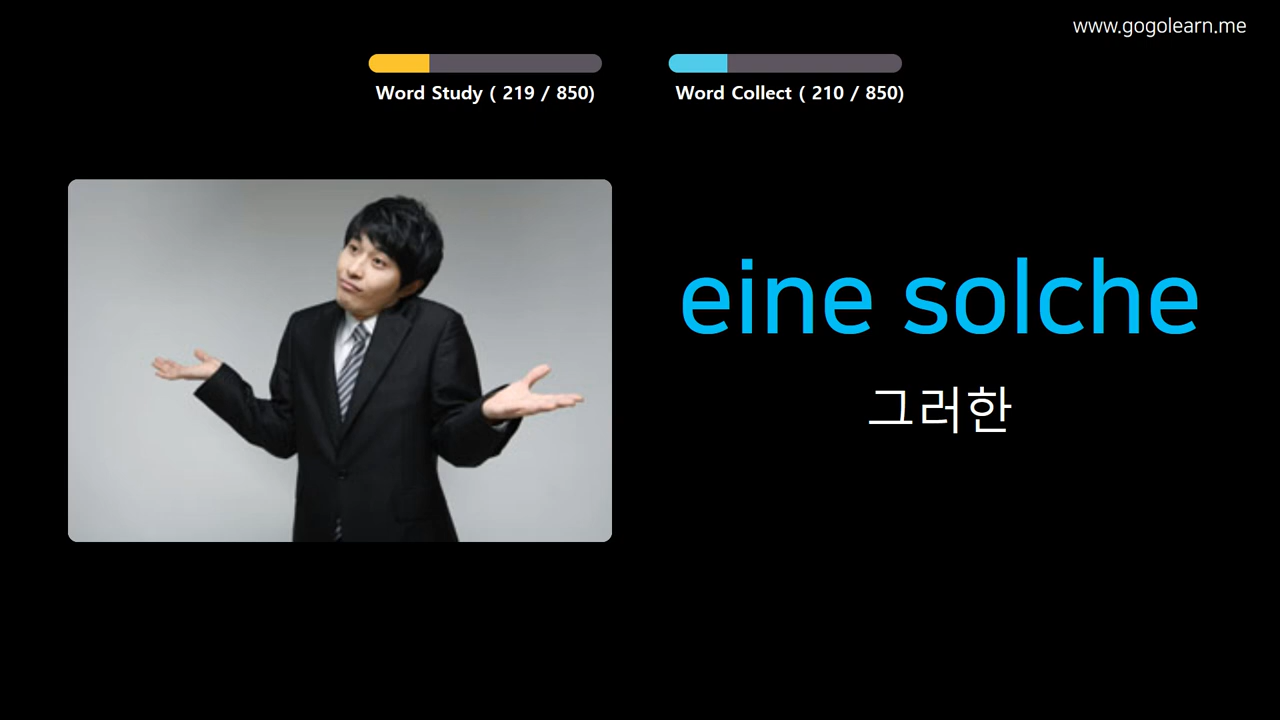 www.gogolearn.me
Word Study ( 219 / 850)
Word Collect ( 210 / 850)
eine solche
그러한